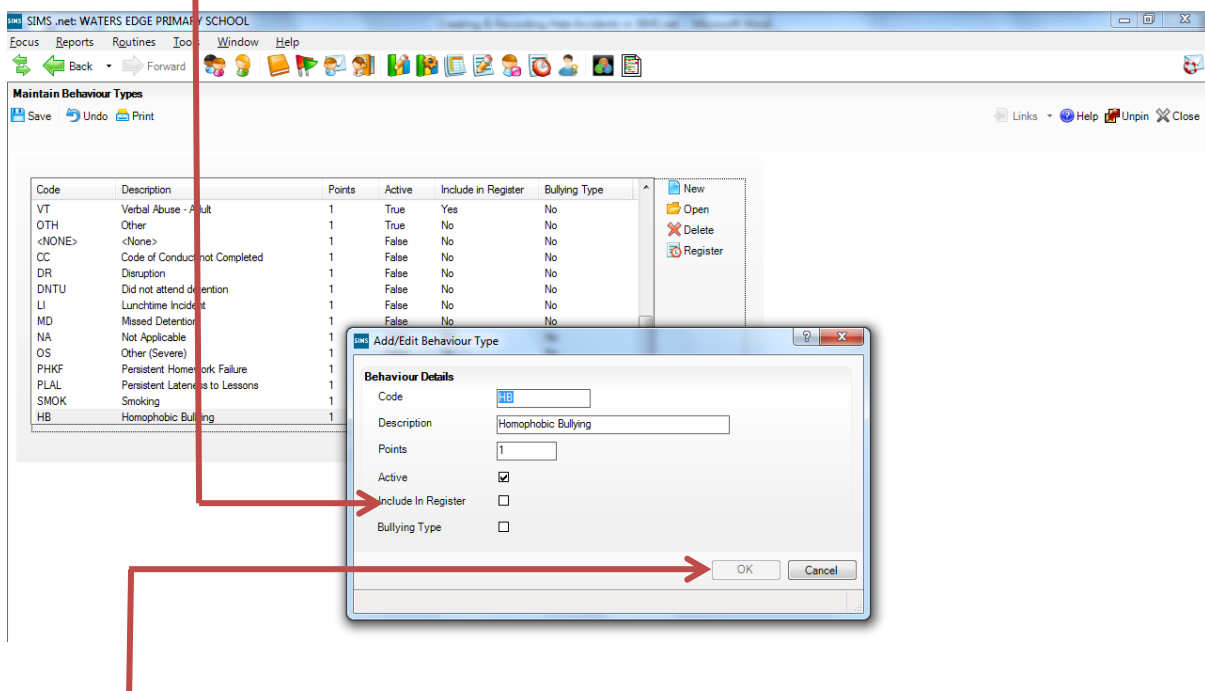 SIMS .net: WATERS EDGE PRIMARY SCHOOL
Focus Reports Routines Tools Window Help
Back Forward
Maintain Behaviour Types
Save Undo Print Links Help Unpin Close
Code Description Points Active Include in Register Bullying Type New
VT Verbal Abuse - Adult 1 True Yes No Open
OTH Other 1 True No No Delete
<NONE> <None> 1 False No No Register
CC Code of Conduct not Completed 1 False No No
DR Disruption 1 False No No
DNTU Did not attend detention 1 False No No
LI Lunchtime Incident 1 False No No
MD Missed Detention 1 False No No
NA Not Applicable 1
OS Other (Severe) 1
PHKF Persistent Homework Failure 1
PLAL Persistent Lateness to Lessons 1
SMOK Smoking 1
HB Homophobic Bullying 1
SIMS Add/Edit Behaviour Type
Behaviour Details
Code HB
Description Homophobic Bullying
Points 1
Active
Include In Register
Bullying Type
OK Cancel